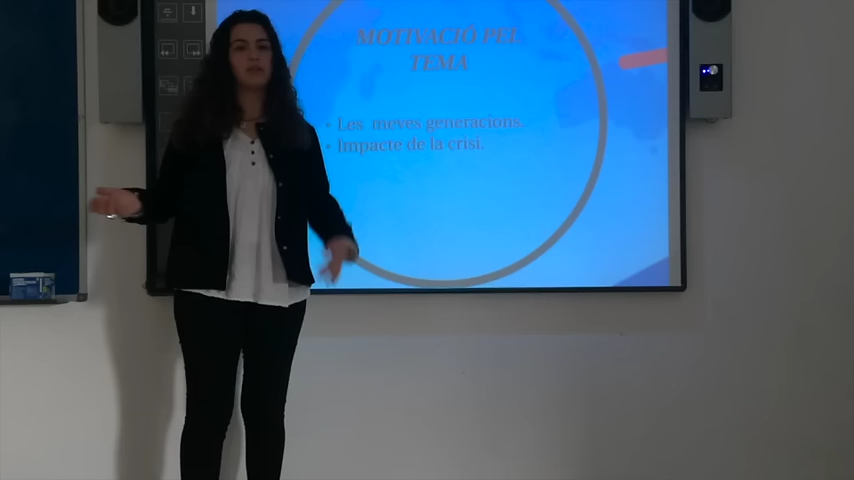 MOTIVACIÓ PEL
TEMA
· Les meves generacions.
· Impacte de la crisi.